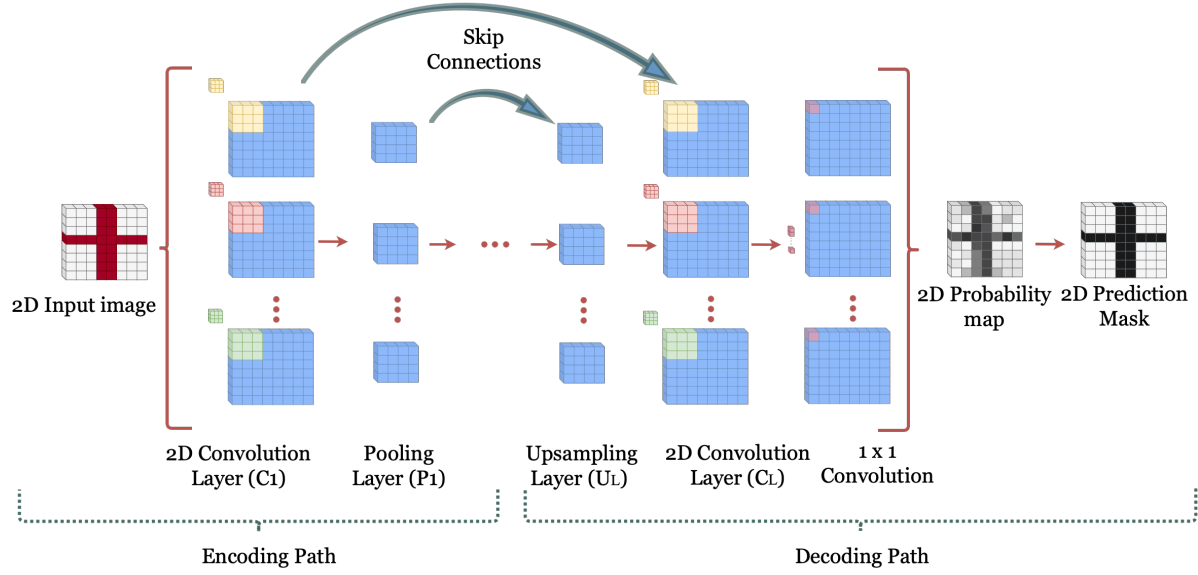 Skip
Connections
2D Input image
2D Probability
map
2D Prediction
Mask
2D Convolution
Layer (C1)
Pooling
Layer (P1)
Upsampling
Layer (UL)
2D Convolution
Layer (CL)
1 x 1
Convolution
Encoding Path
Decoding Path